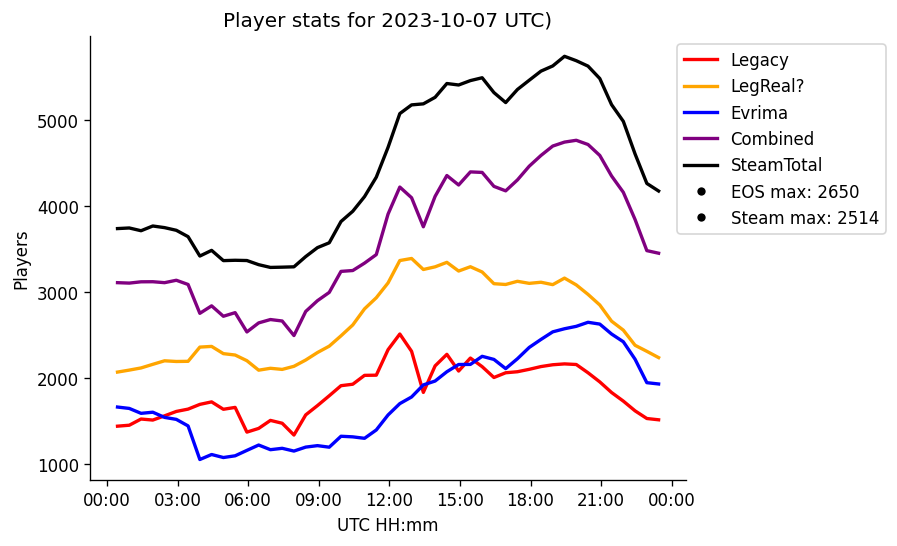 Player stats for 2023-10-07 UTC)
Legacy
LegReal?
Evrima
Combined
SteamTotal
EOS max: 2650
Steam max: 2514
Players
5000
4000
3000
2000
1000
00:00 03:00 06:00 09:00 12:00 15:00 18:00 21:00 00:00
UTC HH:mm